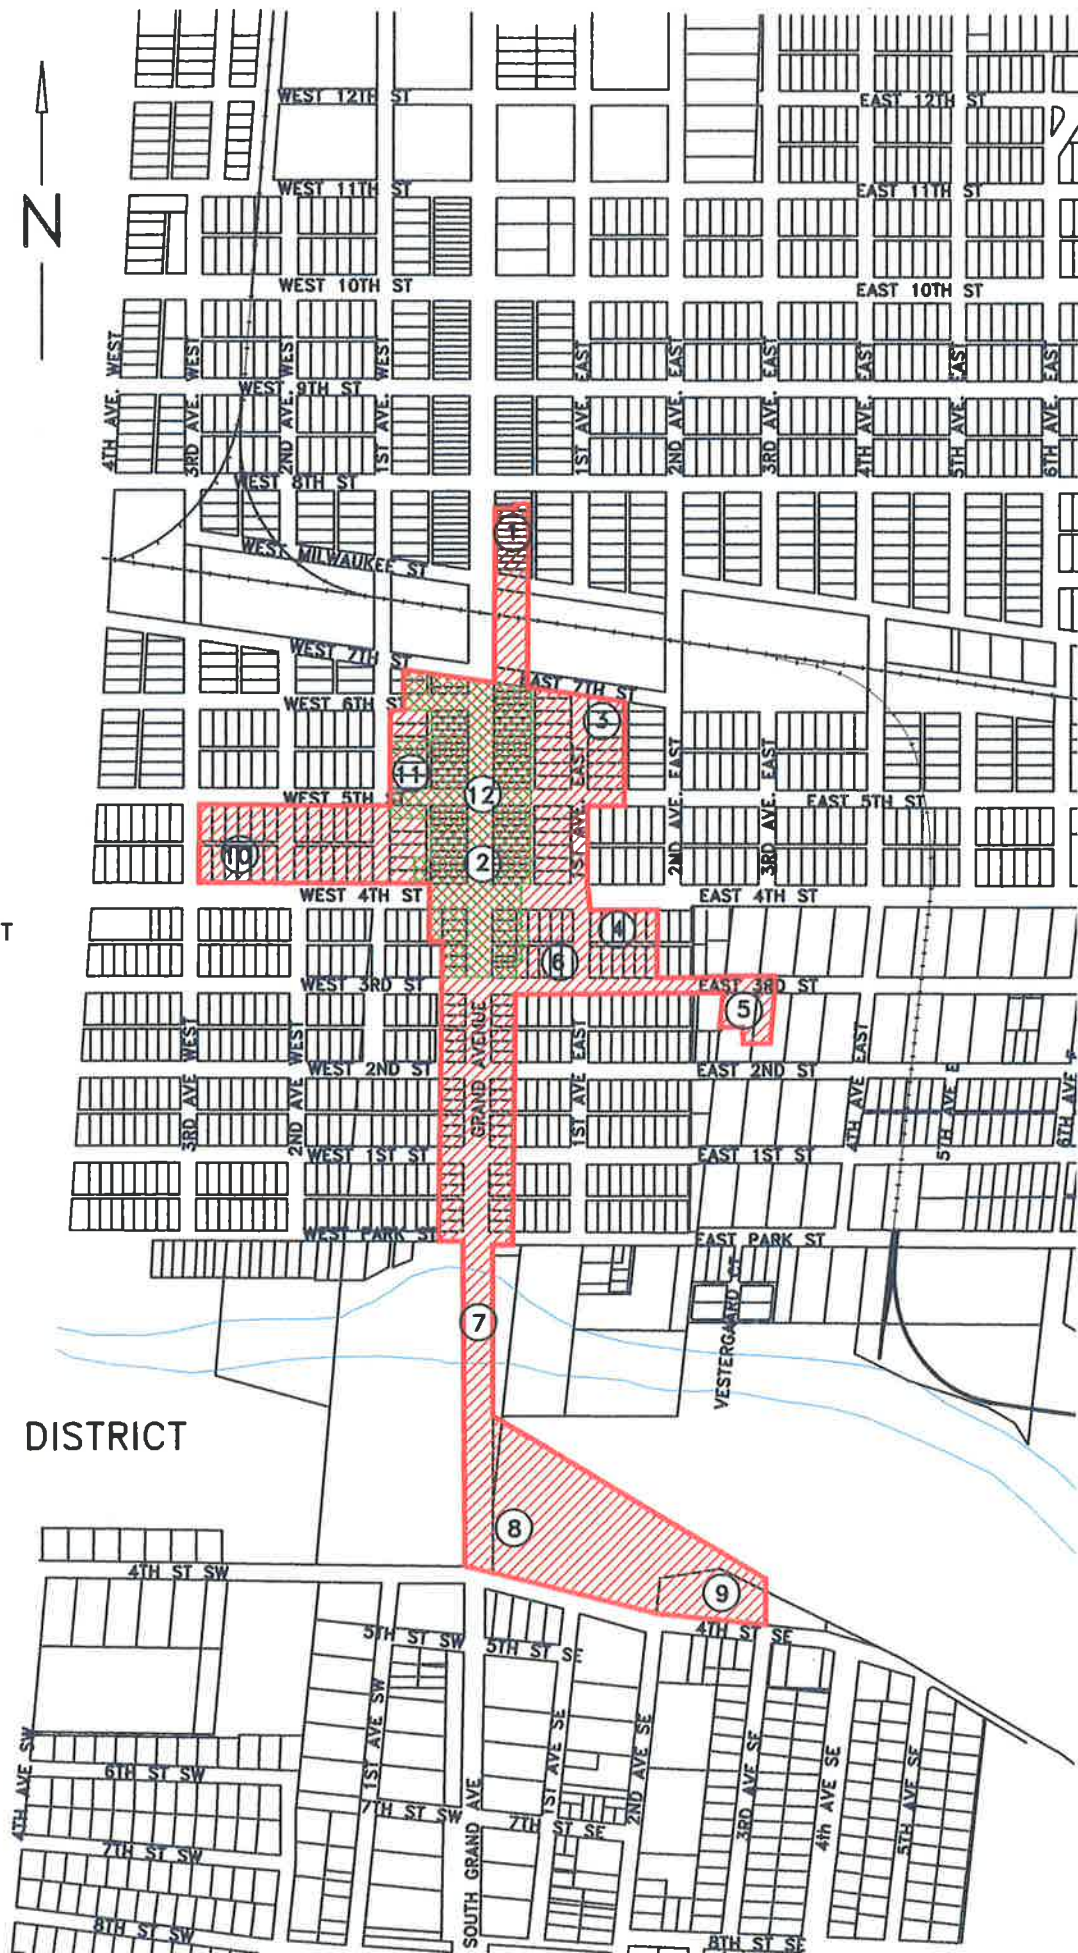 WEST 12TH ST
EAST 12TH ST
N
WEST 11TH ST
EAST 11TH ST
WEST 10TH ST
EAST 10TH ST
4TH AVE. WEST
3RD AVE. WEST
2ND AVE. WEST
1ST AVE. WEST
1ST AVE. EAST
2ND AVE. EAST
3RD AVE. EAST
4TH AVE. EAST
5TH AVE. EAST
6TH AVE. EAST
WEST 9TH ST
WEST 8TH ST
1
WEST MILWAUKEE ST
WEST 7TH ST
EAST 7TH ST
WEST 6TH ST
3
11
12
1ST AVE. EAST
2ND AVE. EAST
3RD AVE. EAST
WEST 5TH
EAST 5TH ST
10
2
WEST 4TH ST
EAST 4TH ST
T
4
6
WEST 3RD ST
EAST 3RD ST
5
3RD AVE WEST
2ND AVE WEST
GRAND AVENUE
1ST AVE EAST
4TH AVE EAST
5TH AVE E
6TH AVE E
WEST 2ND ST
EAST 2ND ST
WEST 1ST ST
EAST 1ST ST
WEST PARK ST
EAST PARK ST
VESTERGAARD CT
7
DISTRICT
8
9
4TH ST SW
4TH ST SE
5TH ST SW
5TH ST SE
4TH AVE SW
1ST AVE SW
SOUTH GRAND AVE
1ST AVE SE
2ND AVE SE
3RD AVE SE
4th AVE SE
5TH AVE SE
6TH ST SW
7TH ST SW
7TH ST SE
7TH ST SW
8TH ST SW
8TH ST SE